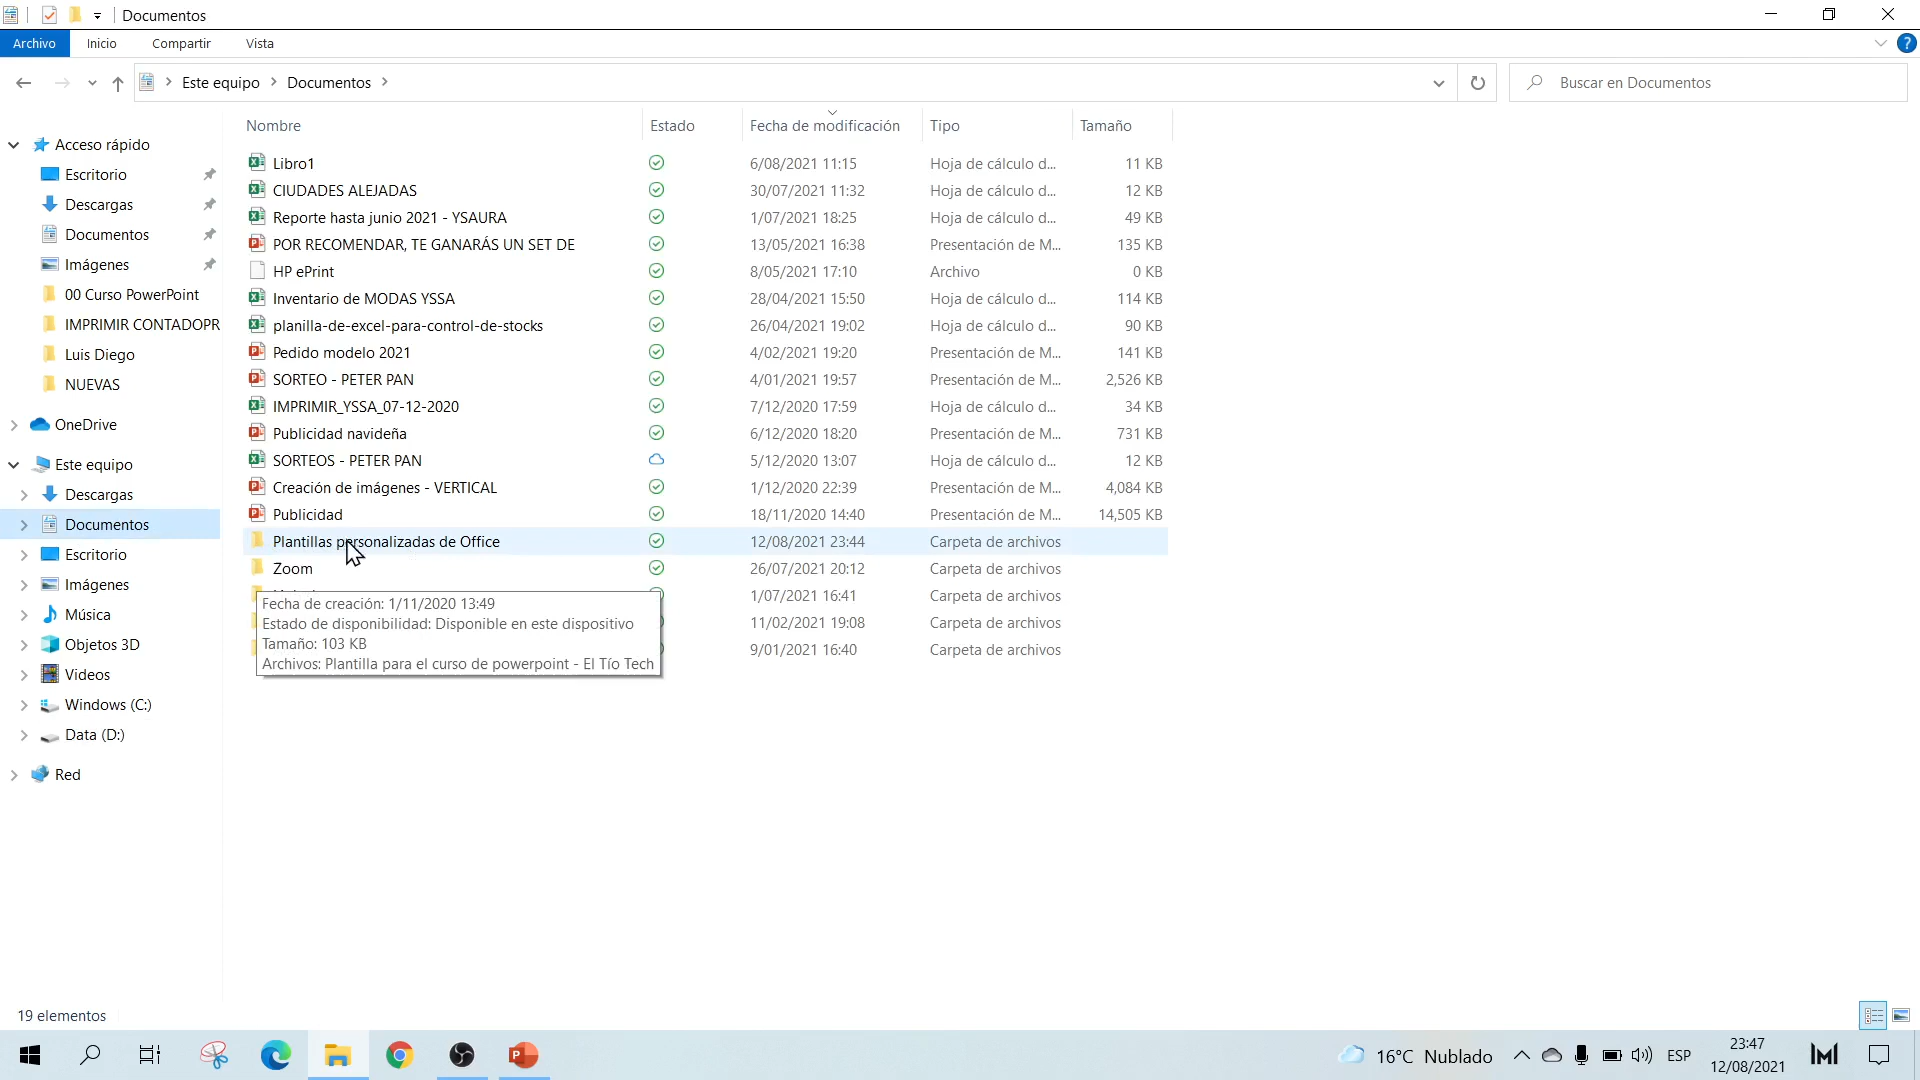 Documentos
Archivo
Inicio
Compartir
Vista
?
Este equipo
Documentos
Buscar en Documentos
Nombre
Estado
Fecha de modificación
Tipo
Tamaño
Acceso rápido
Escritorio
Descargas
Documentos
Imágenes
00 Curso PowerPoint
IMPRIMIR CONTADOPR
Luis Diego
NUEVAS
OneDrive
Este equipo
Descargas
Documentos
Escritorio
Imágenes
Música
Objetos 3D
Videos
Windows (C:)
Data (D:)
Red
Libro1 6/08/2021 11:15 Hoja de cálculo d... 11 KB
CIUDADES ALEJADAS 30/07/2021 11:32 Hoja de cálculo d... 12 KB
Reporte hasta junio 2021 - YSAURA 1/07/2021 18:25 Hoja de cálculo d... 49 KB
POR RECOMENDAR, TE GANARÁS UN SET DE 13/05/2021 16:38 Presentación de M... 135 KB
HP ePrint 8/05/2021 17:10 Archivo 0 KB
Inventario de MODAS YSSA 28/04/2021 15:50 Hoja de cálculo d... 114 KB
planilla-de-excel-para-control-de-stocks 26/04/2021 19:02 Hoja de cálculo d... 90 KB
Pedido modelo 2021 4/02/2021 19:20 Presentación de M... 141 KB
SORTEO - PETER PAN 4/01/2021 19:57 Presentación de M... 2,526 KB
IMPRIMIR_YSSA_07-12-2020 7/12/2020 17:59 Hoja de cálculo d... 34 KB
Publicidad navideña 6/12/2020 18:20 Presentación de M... 731 KB
SORTEOS - PETER PAN 5/12/2020 13:07 Hoja de cálculo d... 12 KB
Creación de imágenes - VERTICAL 1/12/2020 22:39 Presentación de M... 4,084 KB
Publicidad 18/11/2020 14:40 Presentación de M... 14,505 KB
Plantillas personalizadas de Office 12/08/2021 23:44 Carpeta de archivos
Zoom 26/07/2021 20:12 Carpeta de archivos
1/07/2021 16:41 Carpeta de archivos
11/02/2021 19:08 Carpeta de archivos
9/01/2021 16:40 Carpeta de archivos
Fecha de creación: 1/11/2020 13:49
Estado de disponibilidad: Disponible en este dispositivo
Tamaño: 103 KB
Archivos: Plantilla para el curso de powerpoint - El Tío Tech
19 elementos
16°C Nublado
ESP
23:47
12/08/2021